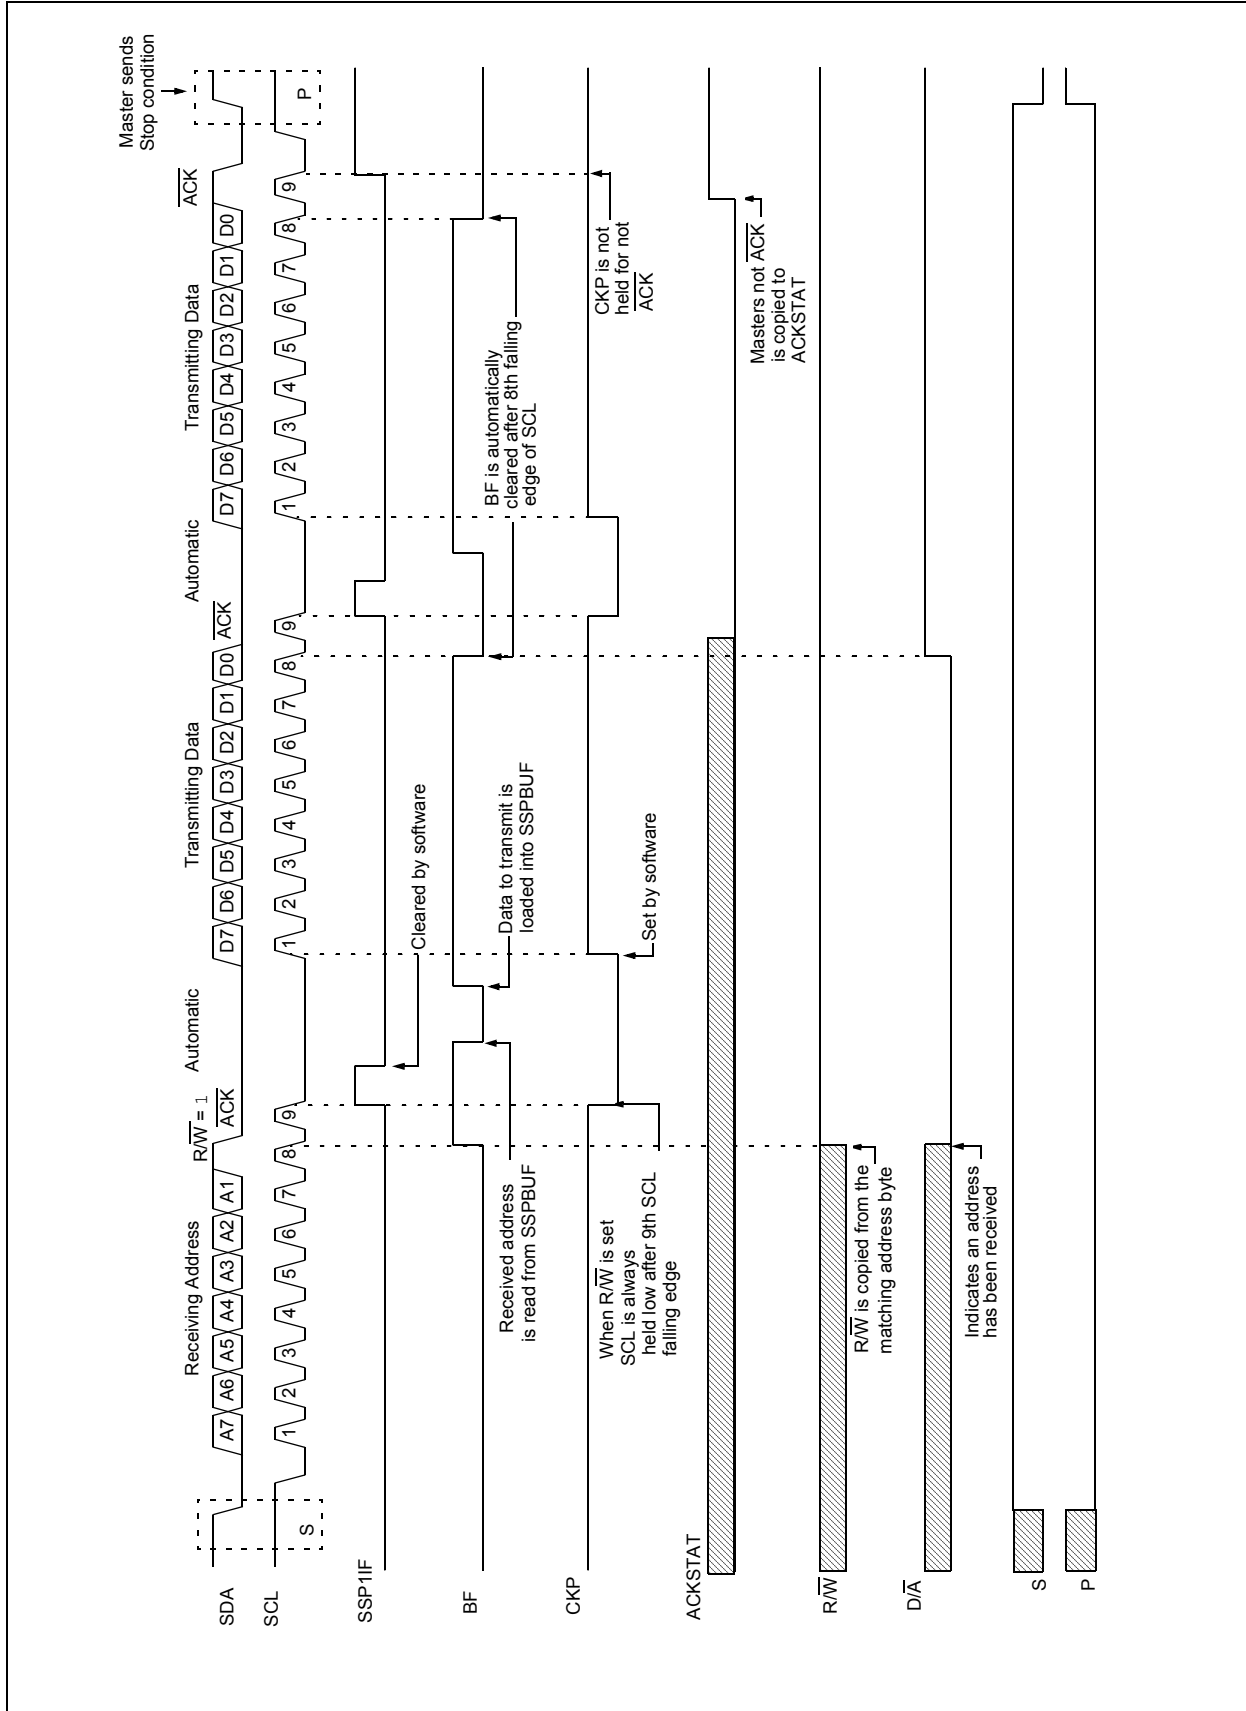 Master sends
Stop condition
Receiving Address
R/W = 1
ACK
Automatic
Transmitting Data
ACK
Automatic
Transmitting Data
ACK
SDA
A7 A6 A5 A4 A3 A2 A1
D7 D6 D5 D4 D3 D2 D1 D0
D7 D6 D5 D4 D3 D2 D1 D0
SCL
S
1 2 3 4 5 6 7 8 9
1 2 3 4 5 6 7 8 9
1 2 3 4 5 6 7 8 9
P
SSP1IF
Cleared by software
BF
Received address
is read from SSPBUF
Data to transmit is
loaded into SSPBUF
BF is automatically
cleared after 8th falling
edge of SCL
CKP
When R/W is set
SCL is always
held low after 9th SCL
falling edge
Set by software
CKP is not
held for not
ACK
ACKSTAT
Masters not ACK
is copied to
ACKSTAT
R/W
R/W is copied from the
matching address byte
D/A
Indicates an address
has been received
S
P